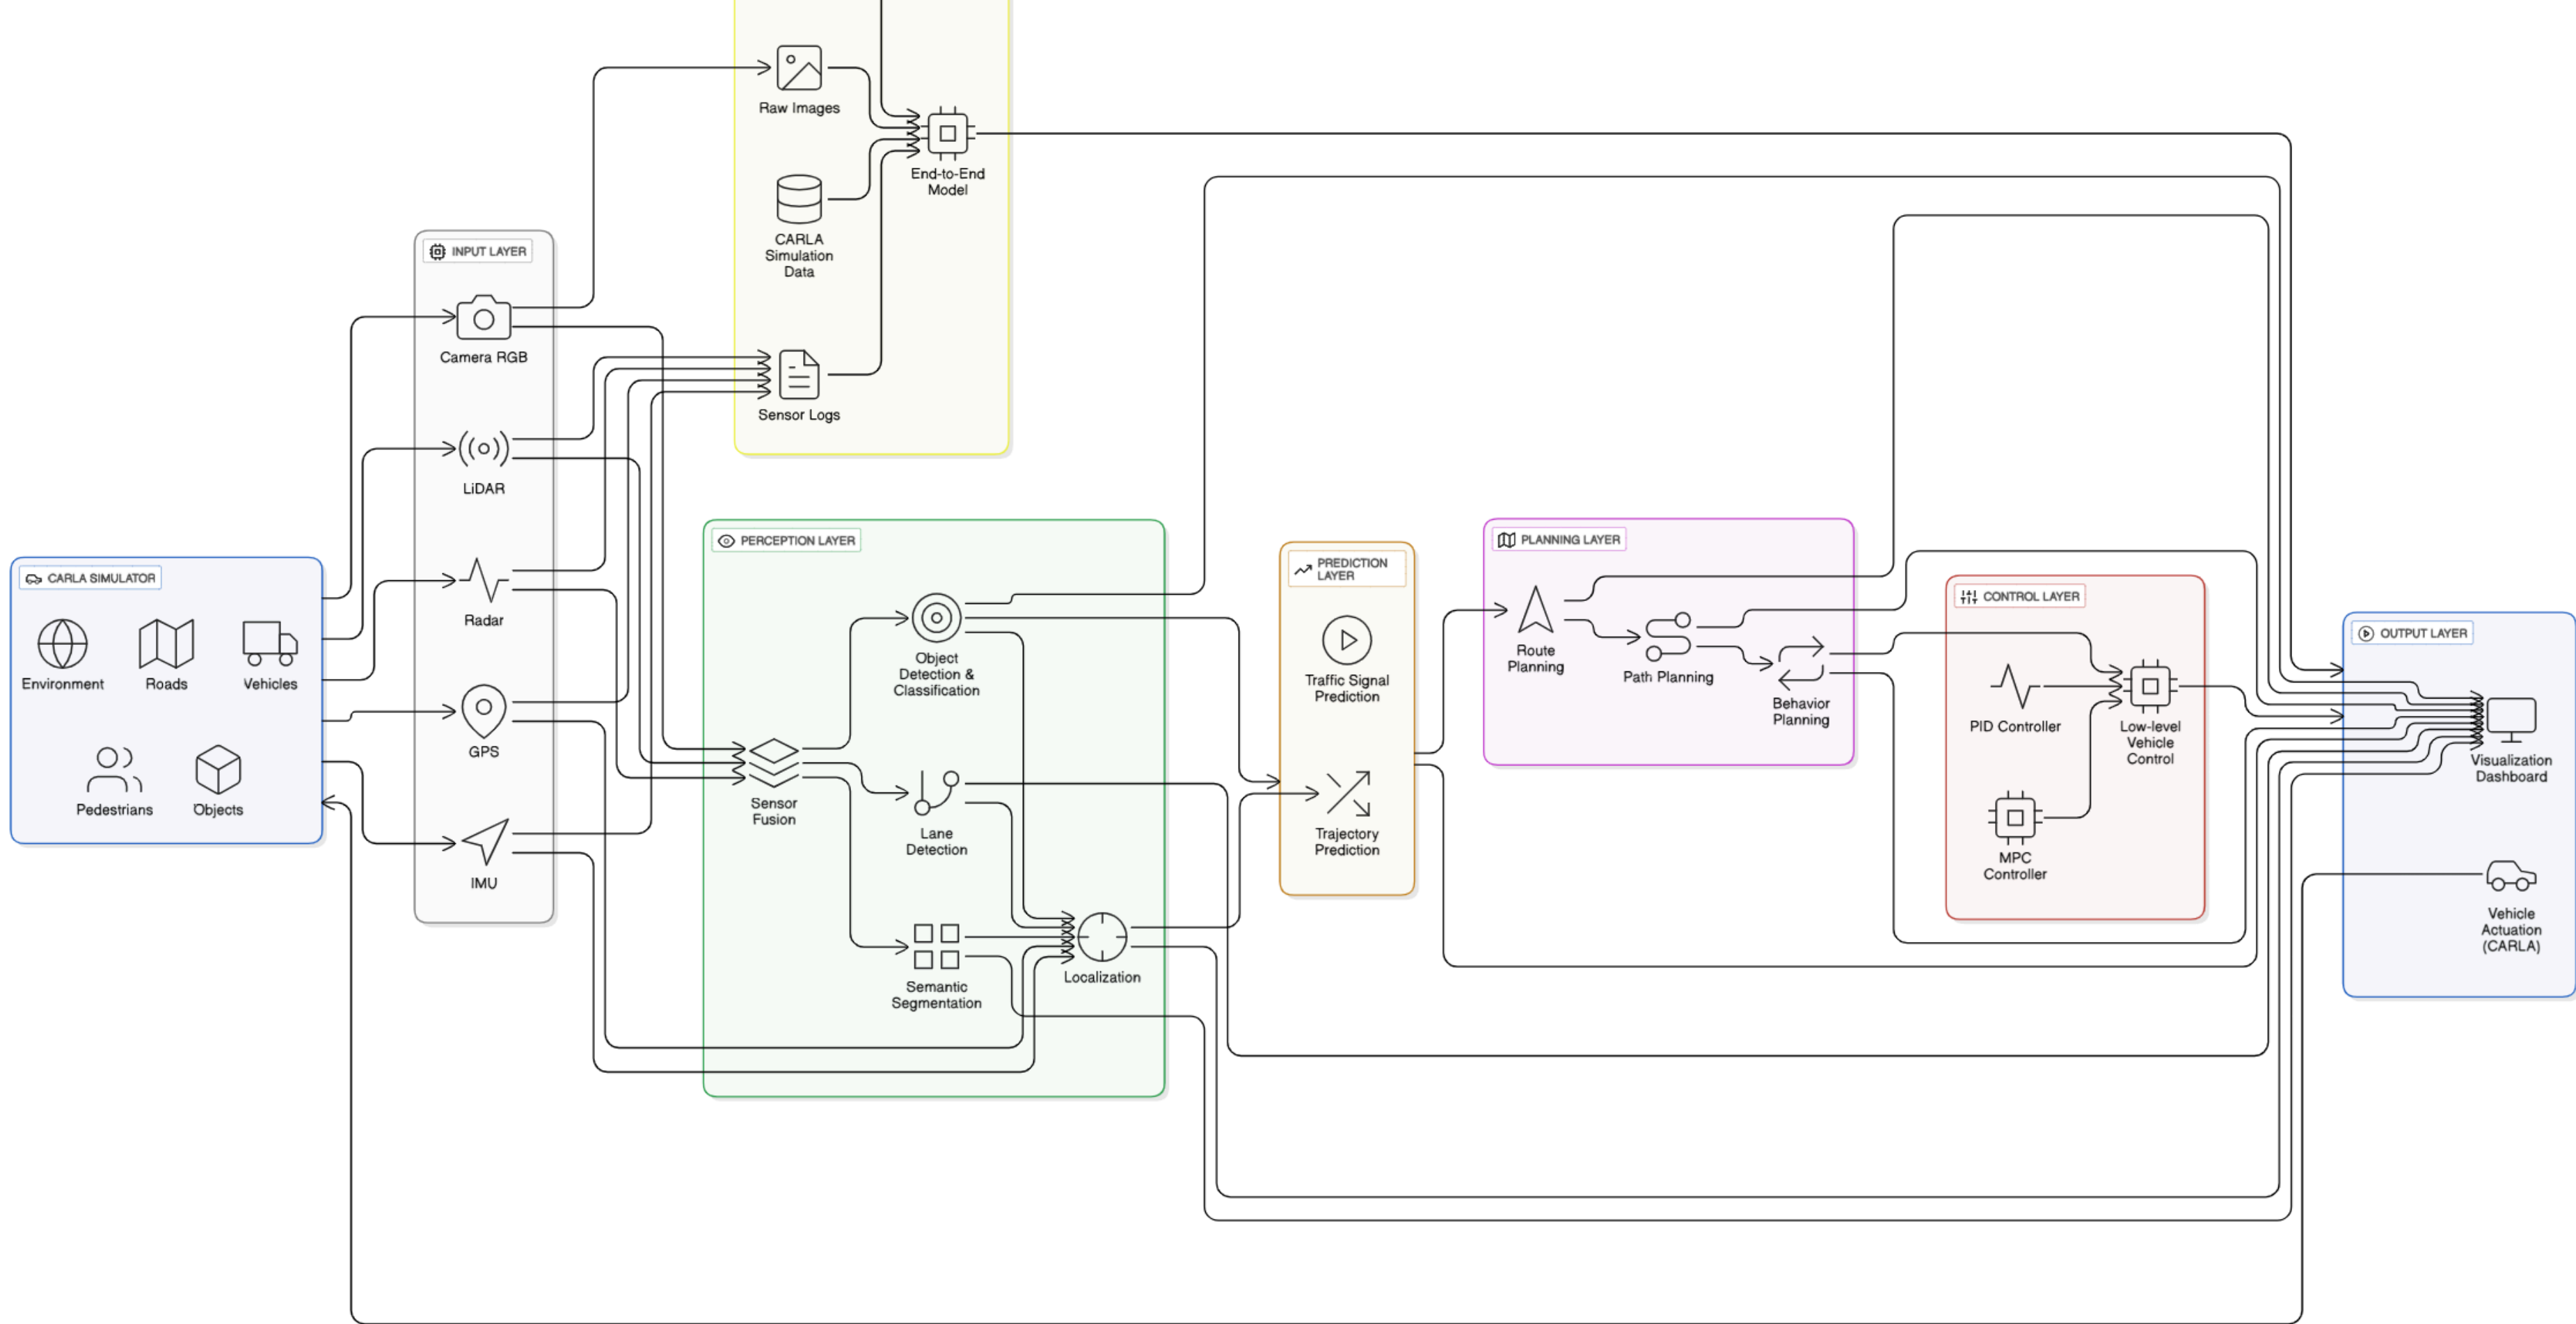 Raw Images
End-to-End
Model
CARLA
Simulation
Data
Sensor Logs
INPUT LAYER
Camera RGB
LiDAR
Radar
GPS
IMU
CARLA SIMULATOR
Environment
Roads
Vehicles
Pedestrians
Objects
PERCEPTION LAYER
Sensor
Fusion
Object
Detection &
Classification
Lane
Detection
Semantic
Segmentation
Localization
PREDICTION
LAYER
Traffic Signal
Prediction
Trajectory
Prediction
PLANNING LAYER
Route
Planning
Path Planning
Behavior
Planning
CONTROL LAYER
PID Controller
MPC
Controller
Low-level
Vehicle
Control
OUTPUT LAYER
Visualization
Dashboard
Vehicle
Actuation
(CARLA)